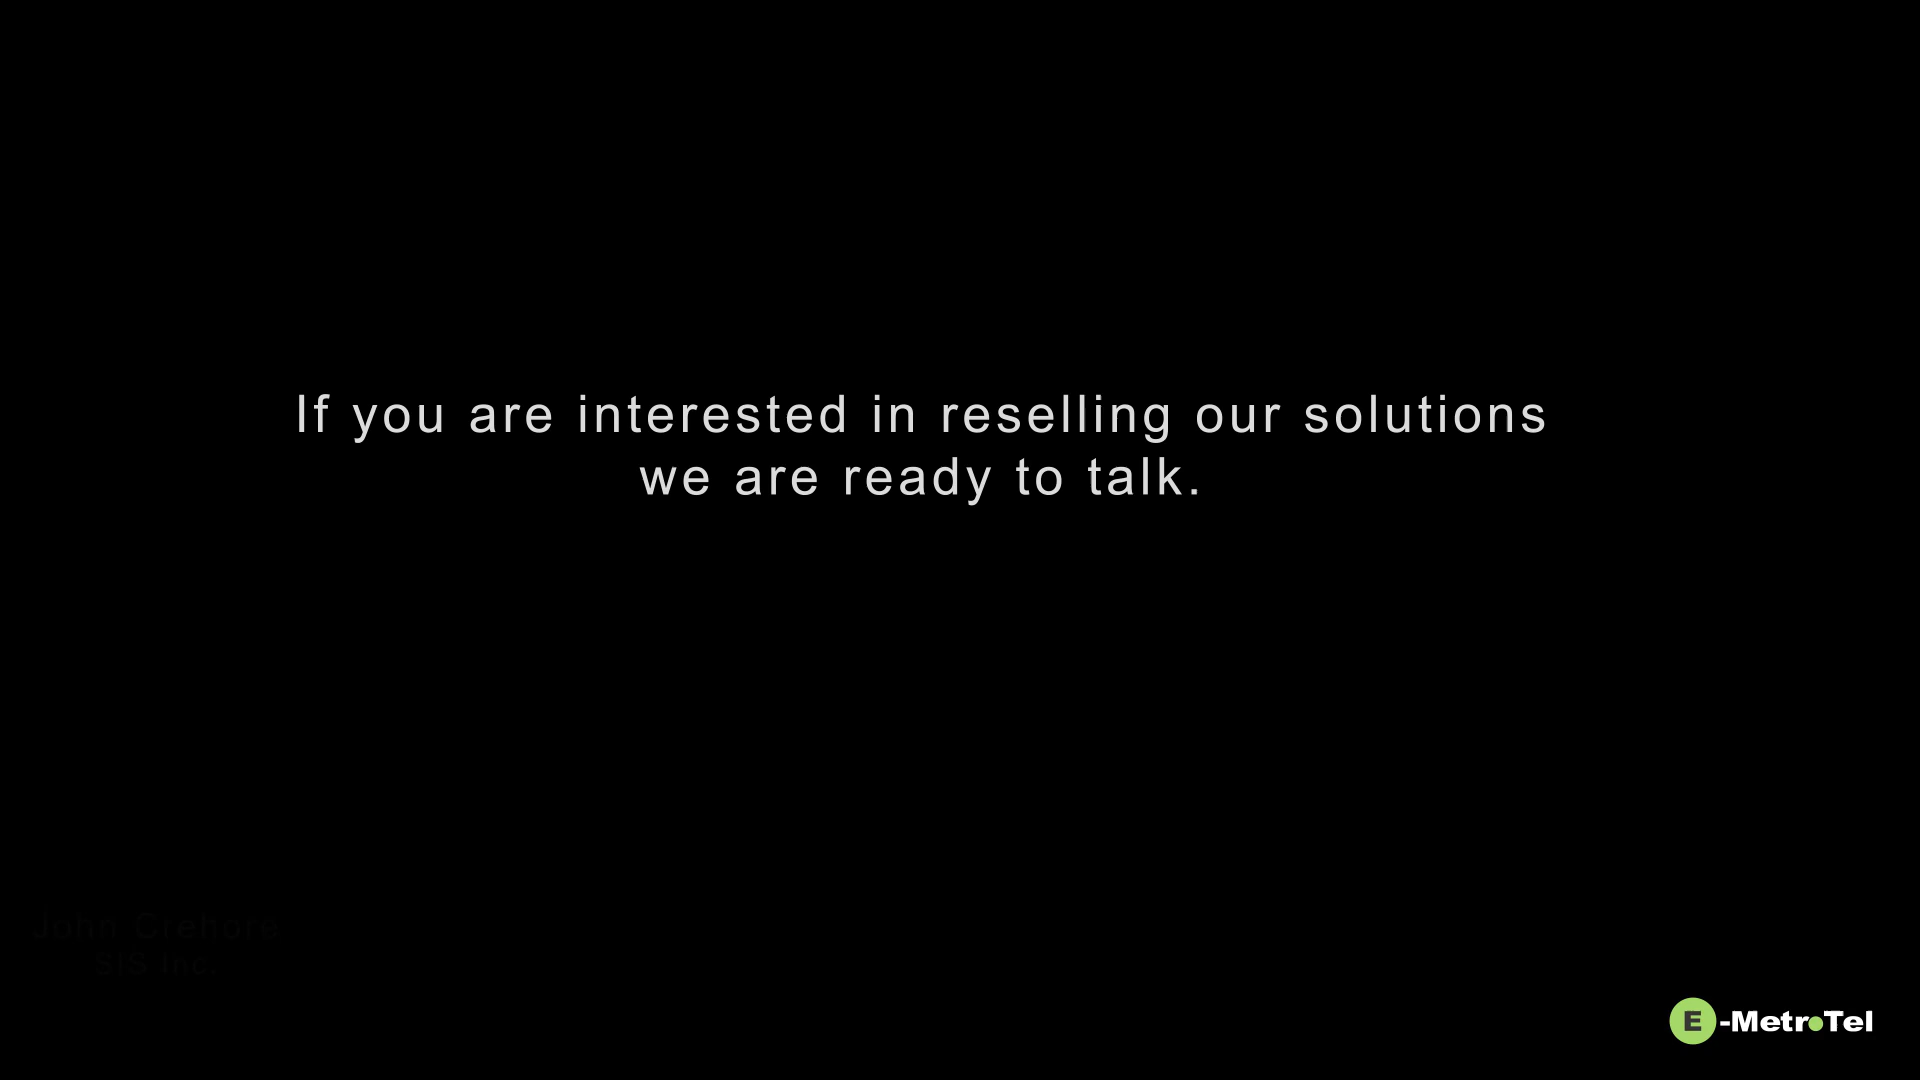 If you are interested in reselling our solutions
we are ready to talk.
John Crehore
SIS Inc.
E-MetroTel